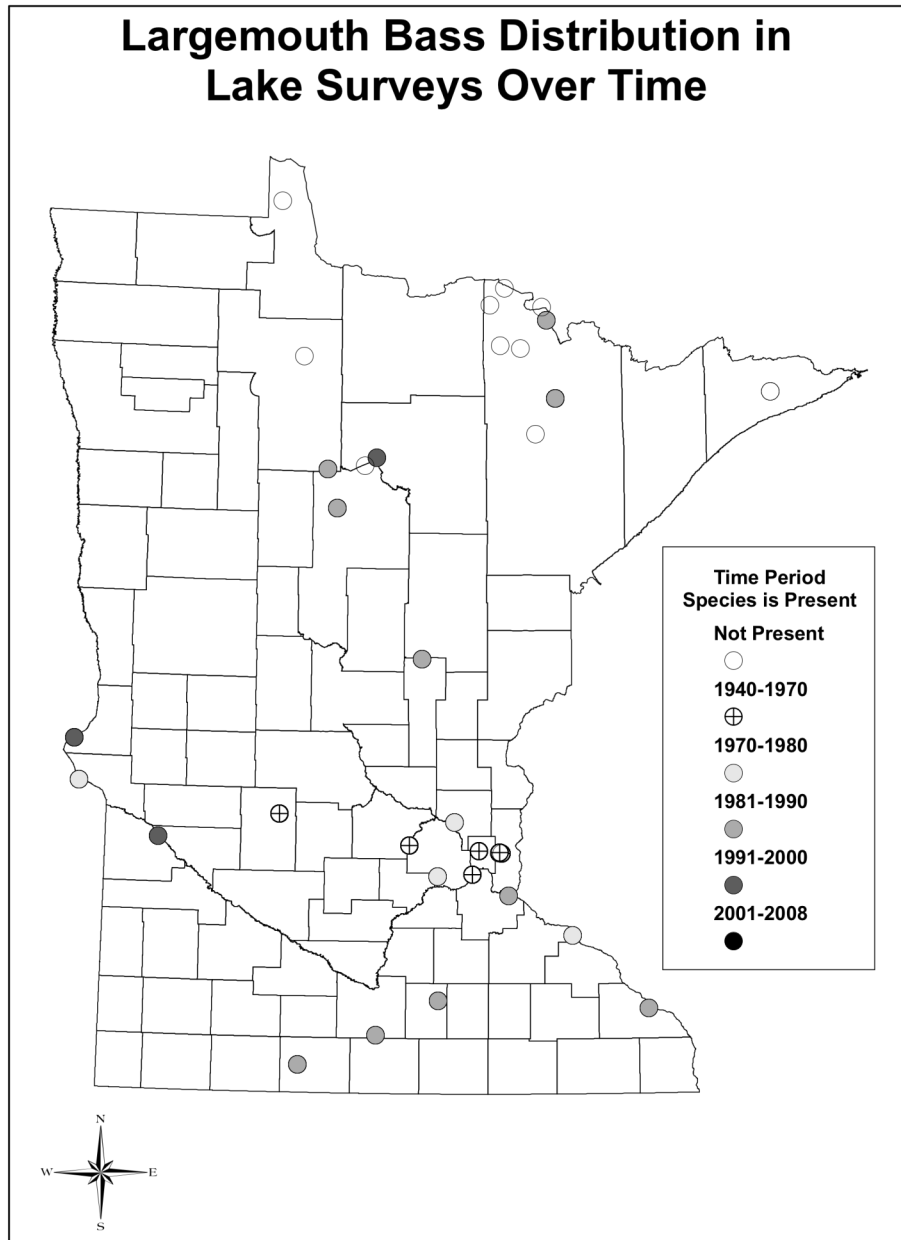 Largemouth Bass Distribution in
Lake Surveys Over Time
Time Period
Species is Present
Not Present
1940-1970
1970-1980
1981-1990
1991-2000
2001-2008
N
W
E
S